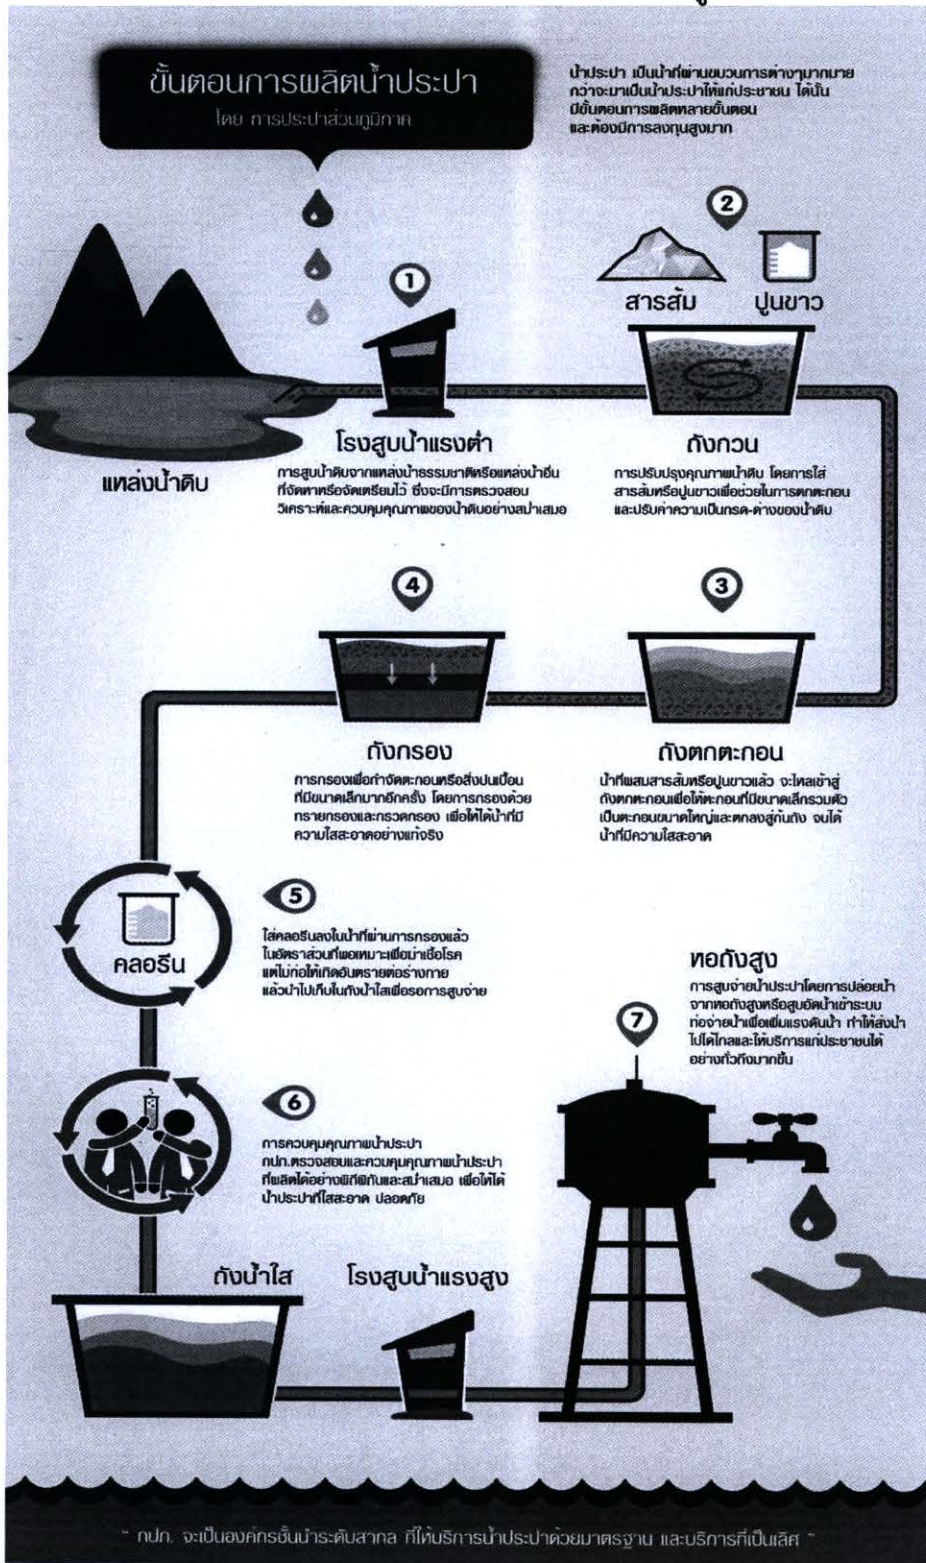 ขั้นตอนการผลิตน้ำประปา
โดย การประปาส่วนภูมิภาค
น้ำประปา เป็นน้ำที่ผ่านขบวนการต่างๆมากมาย
กว่าจะมาเป็นน้ำประปาให้แก่ประชาชน ได้นั้น
มีขั้นตอนการผลิตหลายขั้นตอน
และต้องมีการลงทุนสูงมาก
แหล่งน้ำดิบ
1
โรงสูบน้ำแรงต่ำ
การสูบน้ำดิบจากแหล่งน้ำธรรมชาติหรือแหล่งน้ำอื่น
ที่จัดหาหรือจัดเตรียมไว้ ซึ่งจะมีการตรวจสอบ
วิเคราะห์และควบคุมคุณภาพของน้ำดิบอย่างสม่ำเสมอ
2
สารส้ม
ปูนขาว
ถังกวน
การปรับปรุงคุณภาพน้ำดิบ โดยการใส่
สารส้มหรือปูนขาวเพื่อช่วยในการตกตะกอน
และปรับค่าความเป็นกรด-ด่างของน้ำดิบ
3
ถังตกตะกอน
น้ำที่ผสมสารส้มหรือปูนขาวแล้ว จะไหลเข้าสู่
ถังตกตะกอนเพื่อให้ตะกอนที่มีขนาดเล็กรวมตัว
เป็นตะกอนขนาดใหญ่และตกลงสู่ก้นถัง จนได้
น้ำที่มีความใสสะอาด
4
ถังกรอง
การกรองเพื่อกำจัดตะกอนหรือสิ่งปนเปื้อน
ที่มีขนาดเล็กมากอีกครั้ง โดยการกรองด้วย
ทรายกรองและกรวดกรอง เพื่อให้ได้น้ำที่มี
ความใสสะอาดอย่างแท้จริง
คลอรีน
5
ใส่คลอรีนลงในน้ำที่ผ่านการกรองแล้ว
ในอัตราส่วนที่พอเหมาะเพื่อฆ่าเชื้อโรค
แต่ไม่ก่อให้เกิดอันตรายต่อร่างกาย
แล้วนำไปเก็บในถังน้ำใสเพื่อรอการสูบจ่าย
6
การควบคุมคุณภาพน้ำประปา
กปภ.ตรวจสอบและควบคุมคุณภาพน้ำประปา
ที่ผลิตได้อย่างพิถีพิถันและสม่ำเสมอ เพื่อให้ได้
น้ำประปาที่ใสสะอาด ปลอดภัย
ถังน้ำใส
โรงสูบน้ำแรงสูง
7
หอถังสูง
การสูบจ่ายน้ำประปาโดยการปล่อยน้ำ
จากหอถังสูงหรือสูบอัดน้ำเข้าระบบ
ท่อจ่ายน้ำเพื่อเพิ่มแรงดันน้ำ ทำให้ส่งน้ำ
ไปได้ไกลและให้บริการแก่ประชาชนได้
อย่างทั่วถึงมากขึ้น
" กปภ. จะเป็นองค์กรชั้นนำระดับสากล ที่ให้บริการน้ำประปาด้วยมาตรฐาน และบริการที่เป็นเลิศ "